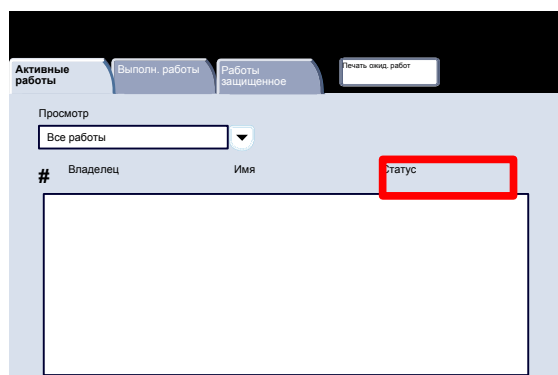 Активные
работы
Выполн. работы
Работы
защищенное
Печать ожид. работ
Просмотр
Все работы
# Владелец Имя Статус